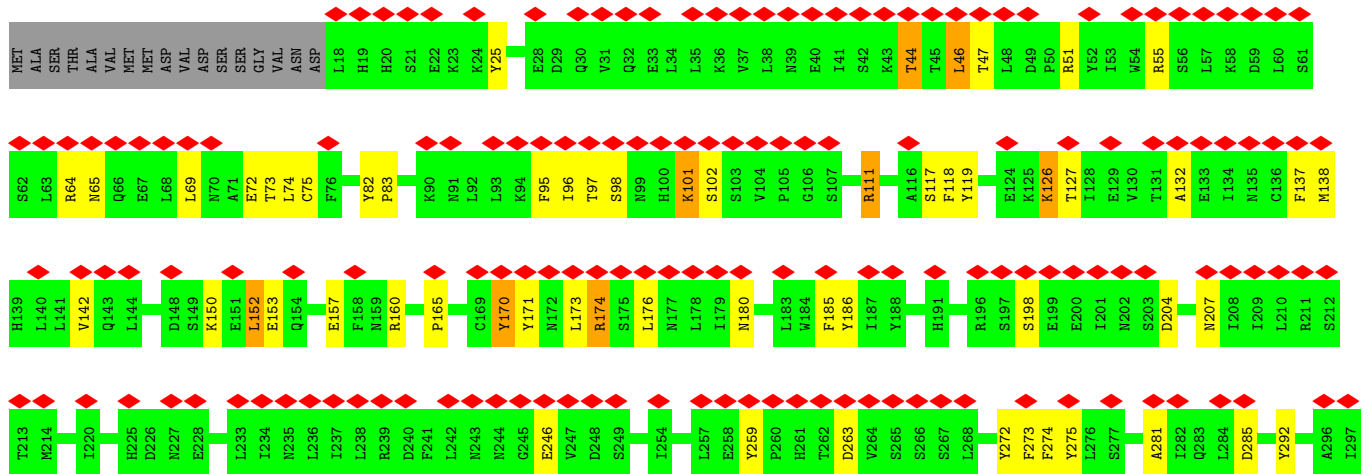 MET ALA SER THR ALA VAL MET MET ASP VAL ASP SER SER GLY VAL ASN ASP L18 H19 H20 S21 E22 K23 K24 Y25 E28 D29 Q30 V31 Q32 E33 L34 L35 K36 V37 L38 N39 E40 I41 S42 K43 T44 T45 L46 T47 L48 D49 P50 R51 Y52 I53 W54 R55 S56 L57 K58 D59 L60 S61
S62 L63 R64 N65 Q66 E67 L68 L69 N70 A71 E72 T73 L74 C75 F76 Y82 P83 K90 N91 L92 L93 K94 F95 I96 T97 S98 N99 H100 K101 S102 S103 V104 P105 G106 S107 R111 A116 S117 F118 Y119 E124 K125 K126 T127 I128 E129 V130 T131 A132 E133 I134 N135 C136 F137 M138
H139 L140 L141 V142 Q143 L144 D148 S149 K150 E151 L152 E153 Q154 E157 F158 N159 R160 P165 C169 Y170 Y171 N172 L173 R174 S175 L176 N177 L178 I179 N180 L183 W184 F185 Y186 I187 Y188 H191 R196 S197 S198 E199 E200 I201 N202 S203 D204 N207 I208 I209 L210 R211 S212
T213 M214 I220 H225 D226 N227 E228 L233 I234 N235 L236 I237 L238 R239 D240 F241 L242 N243 N244 G245 E246 V247 D248 S249 I254 L257 E258 Y259 P260 H261 T262 D263 V264 S265 S266 S267 L268 Y272 F273 F274 Y275 L276 S277 A281 I282 Q283 L284 D285 Y292 A296 I297